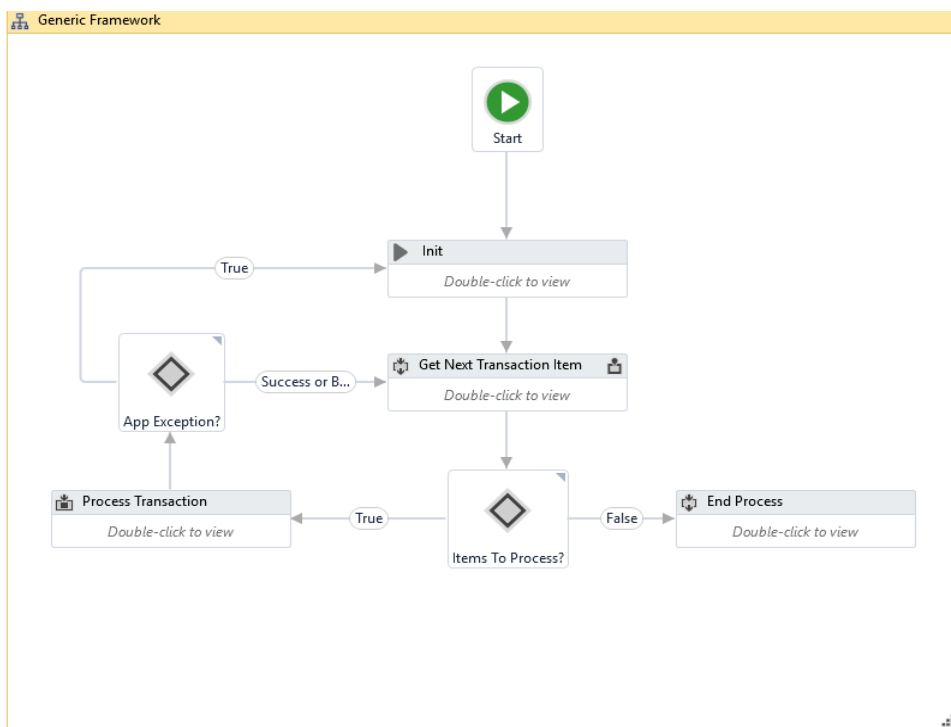 Generic Framework
Start
Init
True
Double-click to view
Get Next Transaction Item
Success or B...
Double-click to view
App Exception?
Process Transaction
End Process
True
False
Double-click to view
Double-click to view
Items To Process?